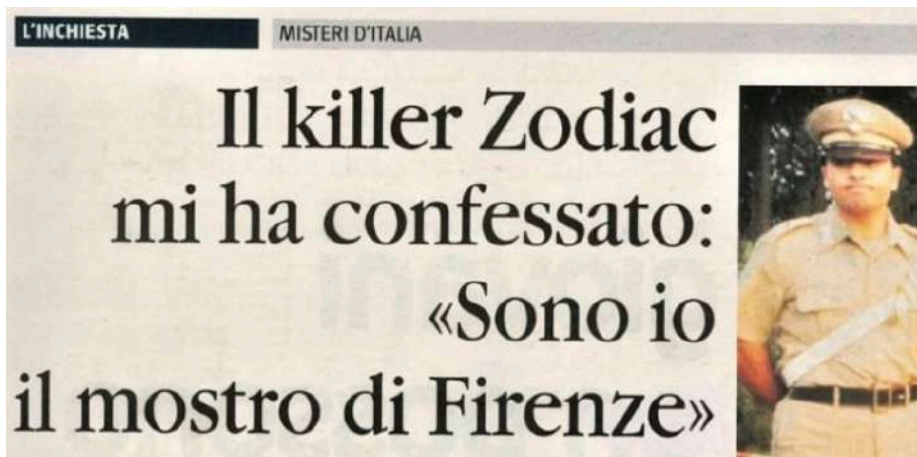 L'INCHIESTA
MISTERI D'ITALIA
Il killer Zodiac
mi ha confessato:
«Sono io
il mostro di Firenze»